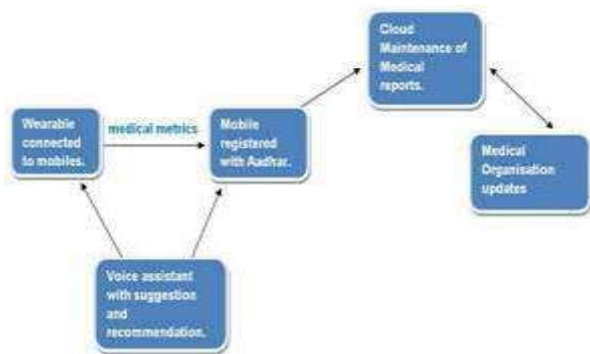 Cloud
Maintenance of
Medical
reports.
Wearable
connected
to mobiles.
medical metrics
Mobile
registered
with Aadhar.
Medical
Organisation
updates
Voice assistant
with suggestion
and
recommendation.